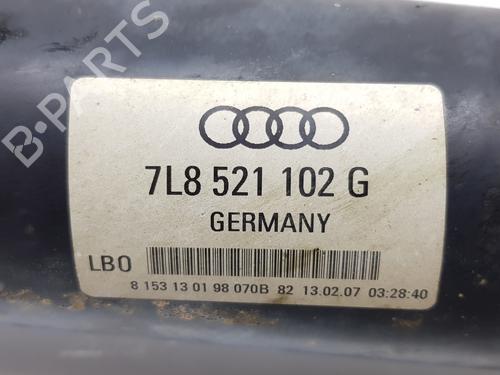 B-PARTS
7L8 521 102 G
GERMANY
LBO
8 153 13 01 98 070B 82 13.02.07 03:28:40